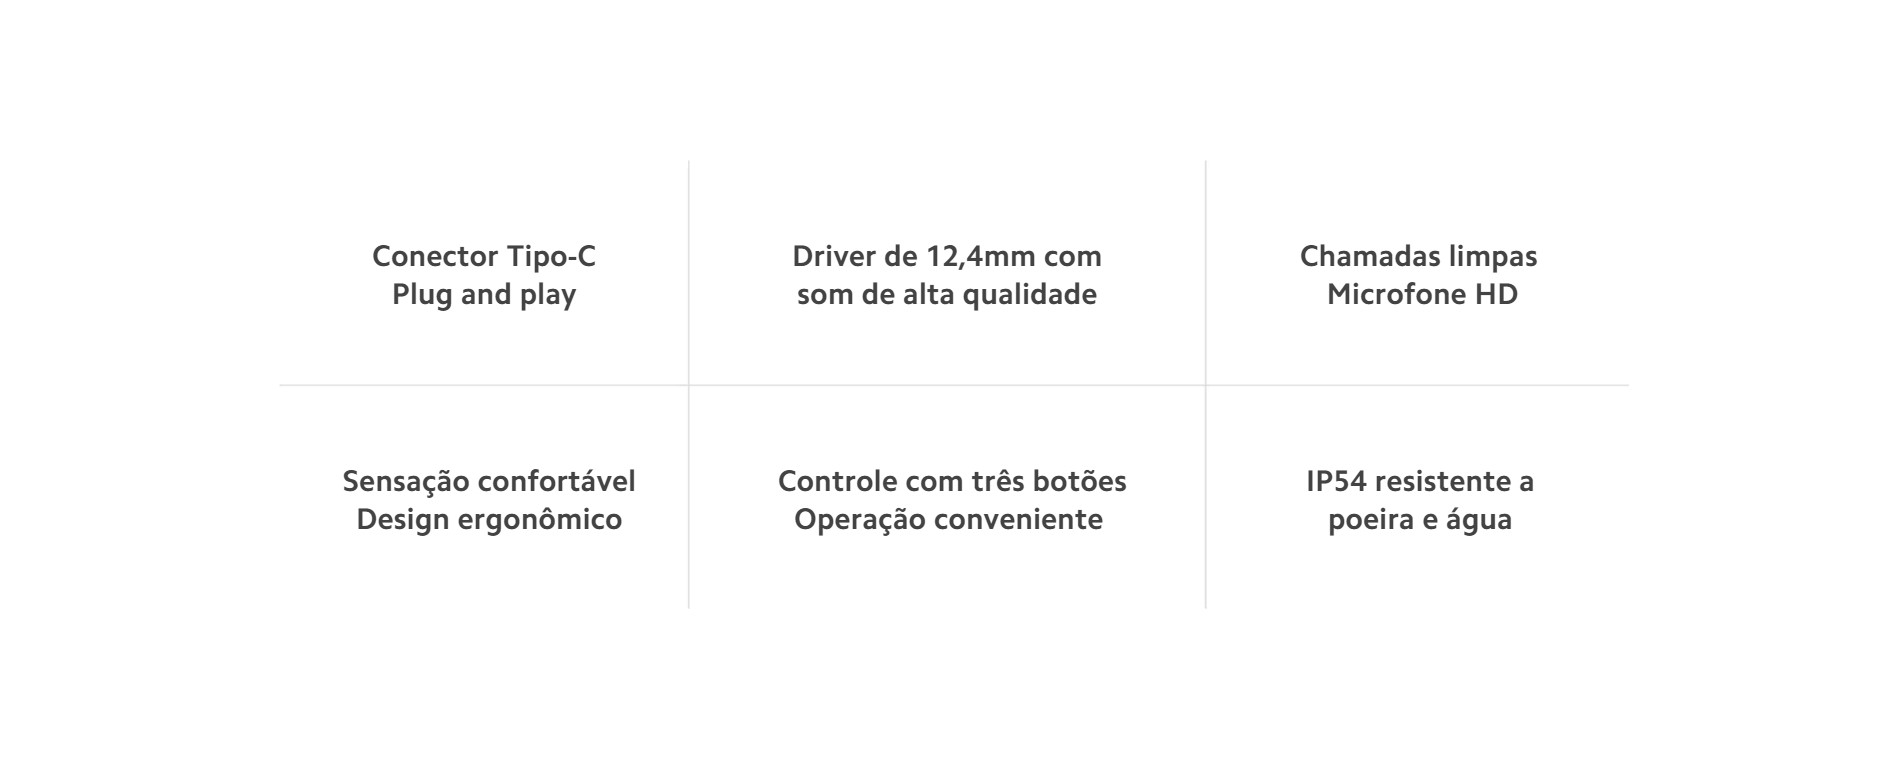 Conector Tipo-C
Plug and play
Driver de 12,4mm com
som de alta qualidade
Chamadas limpas
Microfone HD
Sensação confortável
Design ergonômico
Controle com três botões
Operação conveniente
IP54 resistente a
poeira e água